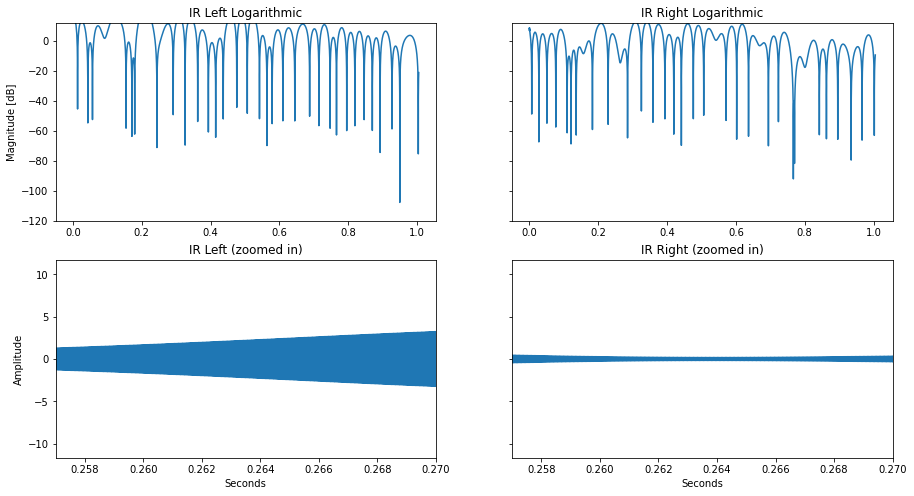 IR Left Logarithmic
IR Right Logarithmic
Magnitude [dB]
0
−20
−40
−60
−80
−100
−120
0.0 0.2 0.4 0.6 0.8 1.0
0.0 0.2 0.4 0.6 0.8 1.0
IR Left (zoomed in)
IR Right (zoomed in)
Amplitude
10
5
0
−5
−10
0.258 0.260 0.262 0.264 0.266 0.268 0.270
0.258 0.260 0.262 0.264 0.266 0.268 0.270
Seconds
Seconds